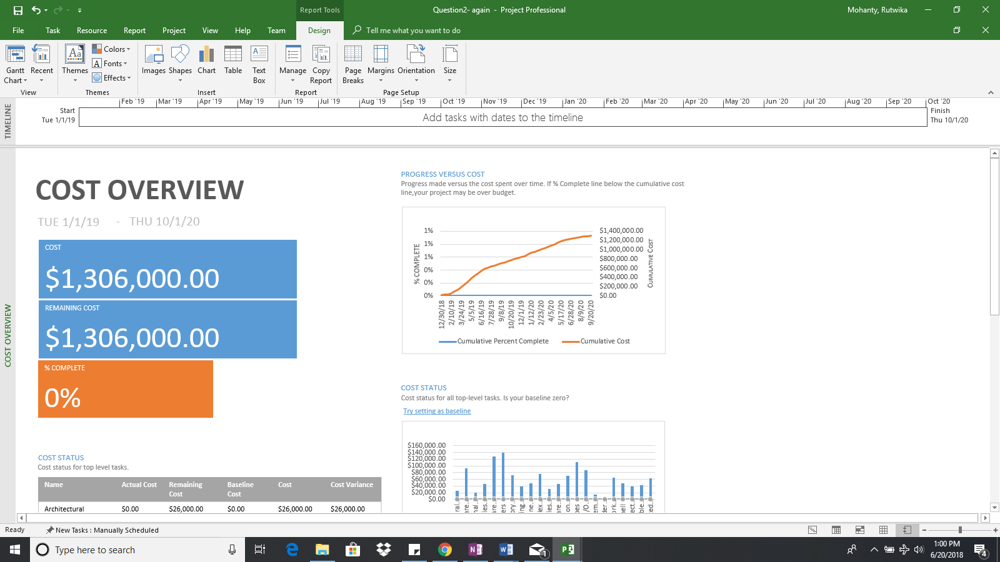 Report Tools
Question2- again  -  Project Professional
Mohanty, Rutwika
File Task Resource Report Project View Help Team Design Tell me what you want to do
Gantt Chart Recent
Themes Colors Fonts Effects
Images Shapes Chart Table Text Box
Manage Copy Report
Page Breaks Margins Orientation Size
View Themes Insert Report Page Setup
Feb '19 Mar '19 Apr '19 May '19 Jun '19 Jul '19 Aug '19 Sep '19 Oct '19 Nov '19 Dec '19 Jan '20 Feb '20 Mar '20 Apr '20 May '20 Jun '20 Jul '20 Aug '20 Sep '20 Oct '20
TIMELINE
Start
Tue 1/1/19
Add tasks with dates to the timeline
Finish
Thu 10/1/20
COST OVERVIEW
COST OVERVIEW
TUE 1/1/19 - THU 10/1/20
COST
$1,306,000.00
REMAINING COST
$1,306,000.00
% COMPLETE
0%
COST STATUS
Cost status for top level tasks.
Name Actual Cost Remaining Cost Baseline Cost Cost Cost Variance
Architectural $0.00 $26,000.00 $0.00 $26,000.00 $26,000.00
PROGRESS VERSUS COST
Progress made versus the cost spent over time. If % Complete line below the cumulative cost
line,your project may be over budget.
% COMPLETE
1%
1%
1%
0%
0%
0%
$1,400,000.00
$1,200,000.00
$1,000,000.00
$800,000.00
$600,000.00
$400,000.00
$200,000.00
$0.00
CUMULATIVE COST
12/30/18 2/10/19 3/24/19 5/5/19 6/16/19 7/28/19 9/8/19 10/20/19 12/1/19 1/12/20 2/23/20 4/5/20 5/17/20 6/28/20 8/9/20 9/20/20
Cumulative Percent Complete Cumulative Cost
COST STATUS
Cost status for all top-level tasks. Is your baseline zero?
Try setting as baseline
$160,000.00
$140,000.00
$120,000.00
$100,000.00
$80,000.00
$60,000.00
$40,000.00
$20,000.00
$0.00
Ready New Tasks : Manually Scheduled
Type here to search
1:00 PM
6/20/2018
1
4